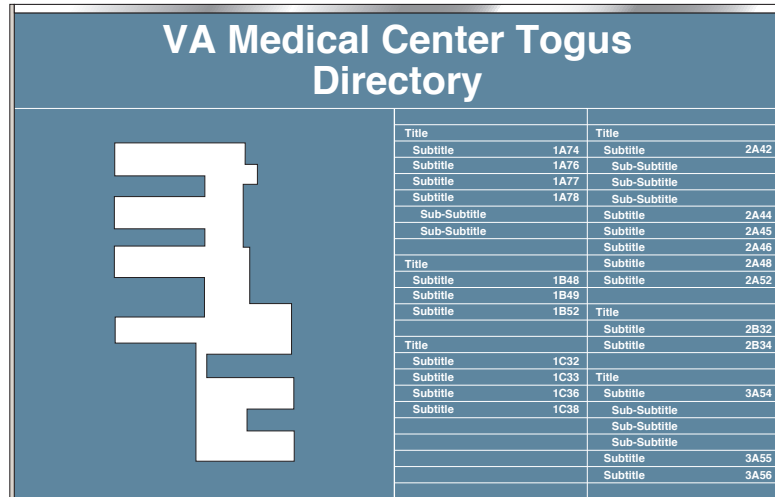 VA Medical Center Togus
Directory
Title
Subtitle 1A74
Subtitle 1A76
Subtitle 1A77
Subtitle 1A78
Sub-Subtitle
Sub-Subtitle
Title
Subtitle 1B48
Subtitle 1B49
Subtitle 1B52
Title
Subtitle 1C32
Subtitle 1C33
Subtitle 1C36
Subtitle 1C38
Title
Subtitle 2A42
Sub-Subtitle
Sub-Subtitle
Sub-Subtitle
Subtitle 2A44
Subtitle 2A45
Subtitle 2A46
Subtitle 2A48
Subtitle 2A52
Title
Subtitle 2B32
Subtitle 2B34
Title
Subtitle 3A54
Sub-Subtitle
Sub-Subtitle
Sub-Subtitle
Subtitle 3A55
Subtitle 3A56